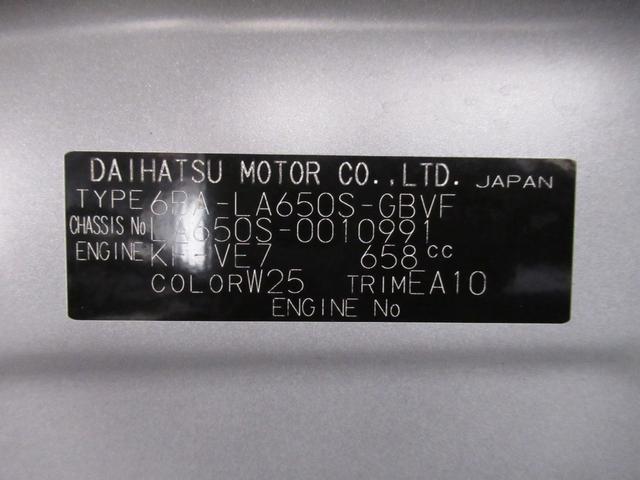 DAIHATSU MOTOR CO.,LTD. JAPAN
TYPE 6BA-LA650S-GBVF
CHASSIS No LA650S-0010991
ENGINE KF-VE7 658cc
COLOR W25 TRIM EA10
ENGINE No